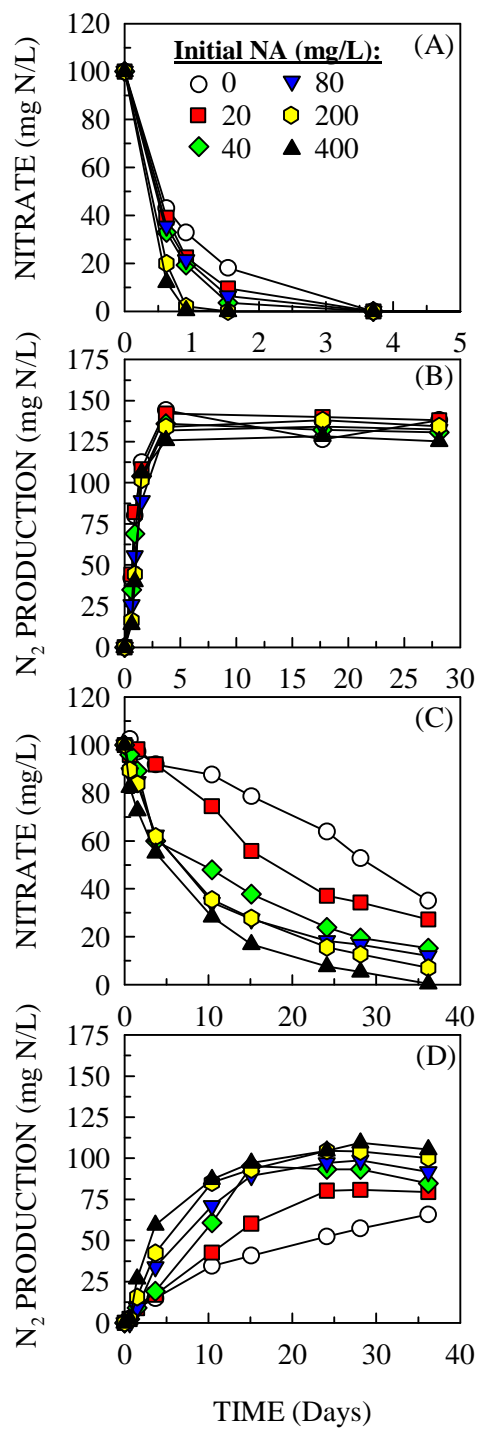 (A)
Initial NA (mg/L):
0 80
20 200
40 400
NITRATE (mg N/L)
120
100
80
60
40
20
0
0 1 2 3 4 5
(B)
N₂ PRODUCTION (mg N/L)
175
150
125
100
75
50
25
0
0 5 10 15 20 25 30
(C)
NITRATE (mg/L)
120
100
80
60
40
20
0
0 10 20 30 40
(D)
N₂ PRODUCTION (mg N/L)
175
150
125
100
75
50
25
0
0 10 20 30 40
TIME (Days)